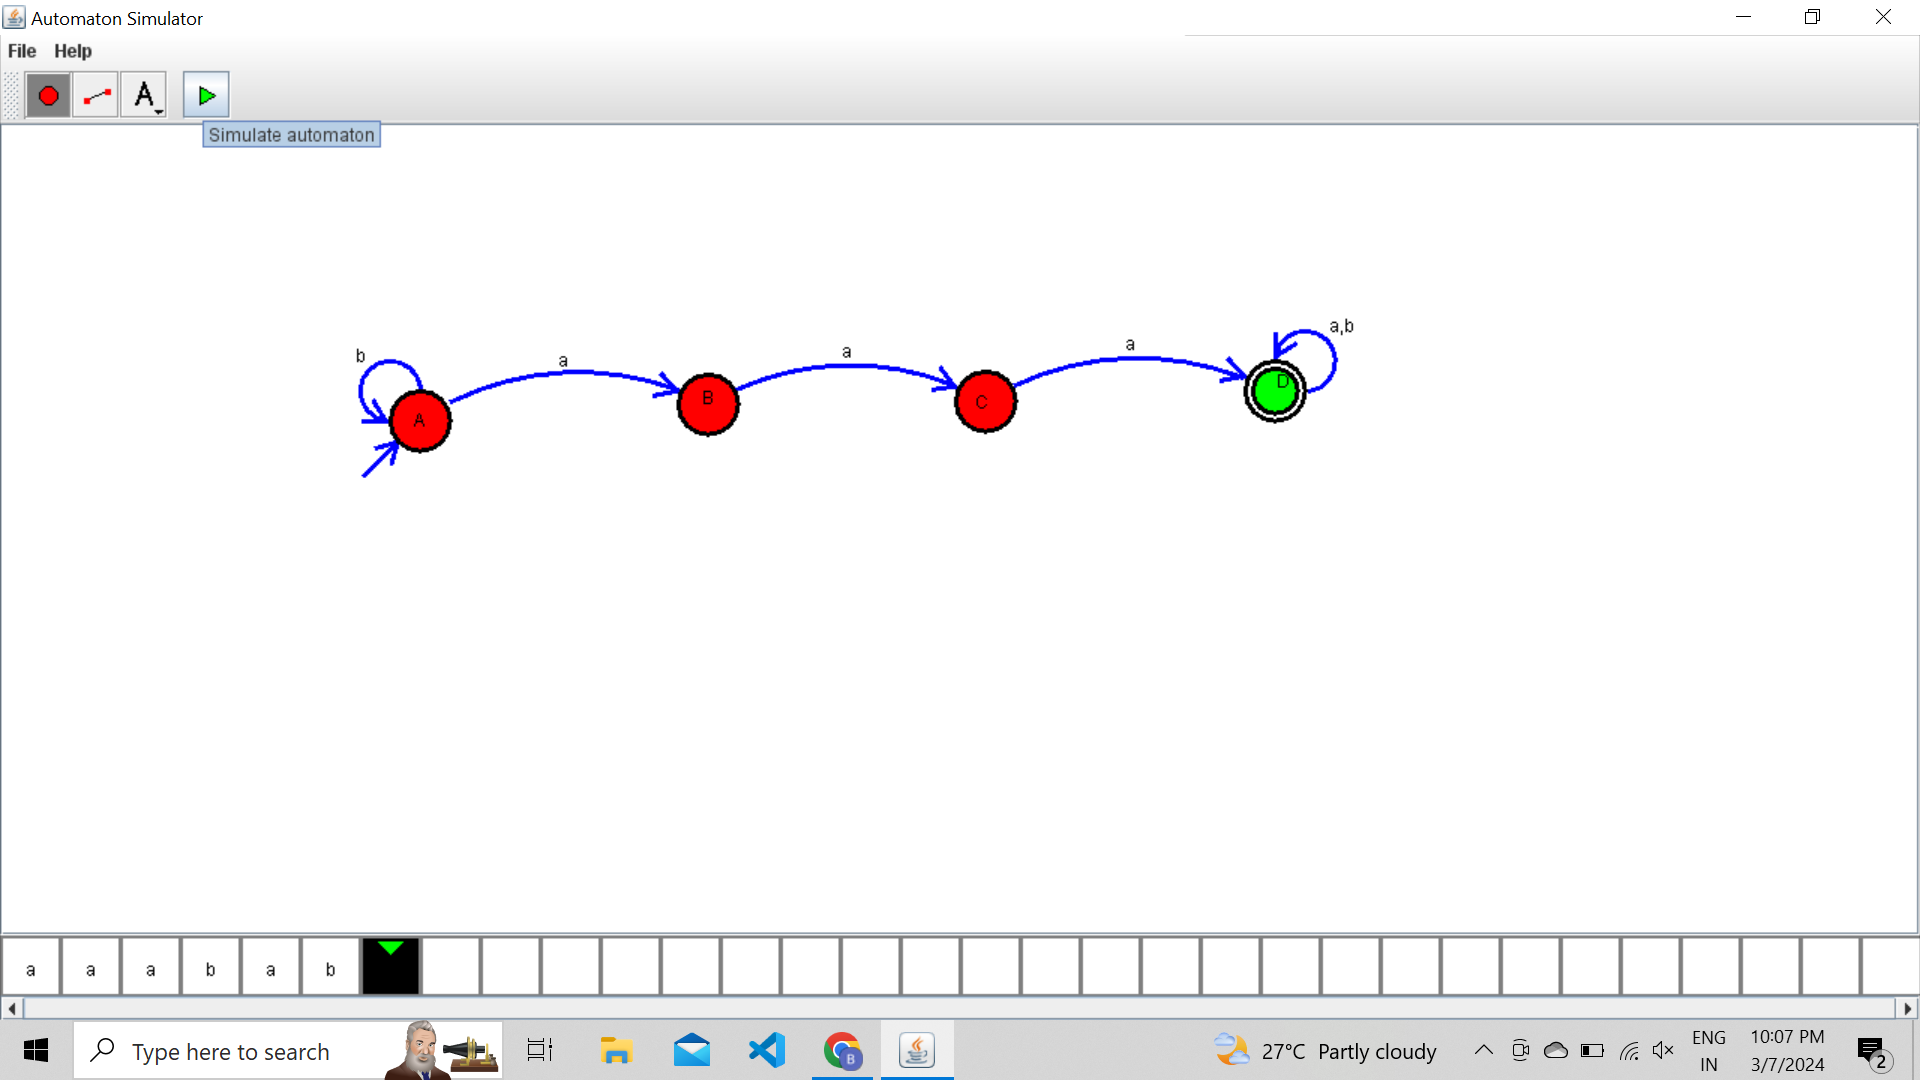 Automaton Simulator
File Help
A
Simulate automaton
a,b
b
a
a
a
A
B
C
D
a a a b a b
Type here to search
B
27°C Partly cloudy
ENG
IN
10:07 PM
3/7/2024
2